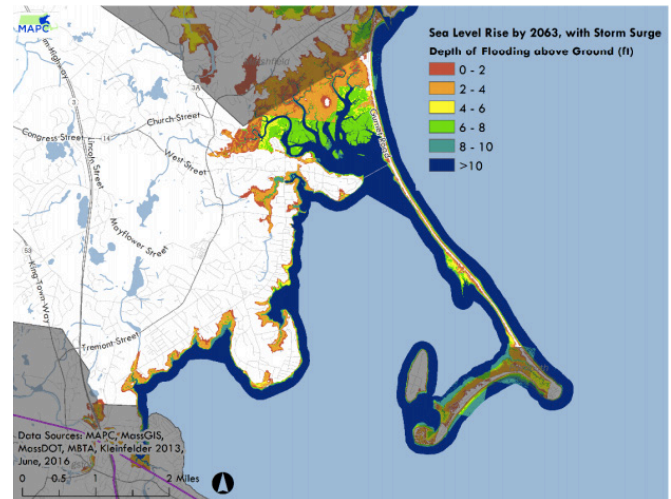 MAPC
Sea Level Rise by 2063, with Storm Surge
Depth of Flooding above Ground (ft)
0 - 2
2 - 4
4 - 6
6 - 8
8 - 10
>10
3A
Church-Street
14
Congress-Street
Lincoln Street
West-Street
Mayflower Street
53
King-Town-Way
Tremont-Street
Data Sources: MAPC, MassGIS,
MassDOT, MBTA, Kleinfelder 2013,
June, 2016
0 0.5 1 2 Miles